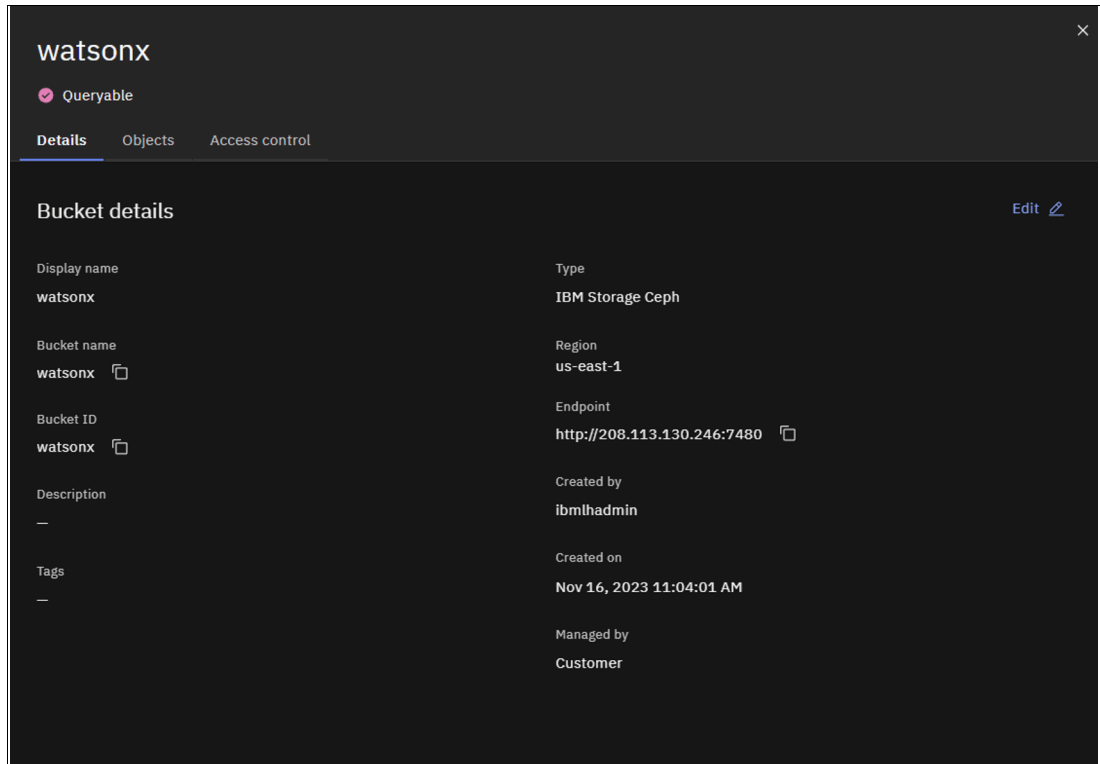 watsonx
Queryable
Details Objects Access control
Bucket details
Edit
Display name
watsonx
Bucket name
watsonx
Bucket ID
watsonx
Description
—
Tags
—
Type
IBM Storage Ceph
Region
us-east-1
Endpoint
http://208.113.130.246:7480
Created by
ibmlhadmin
Created on
Nov 16, 2023 11:04:01 AM
Managed by
Customer